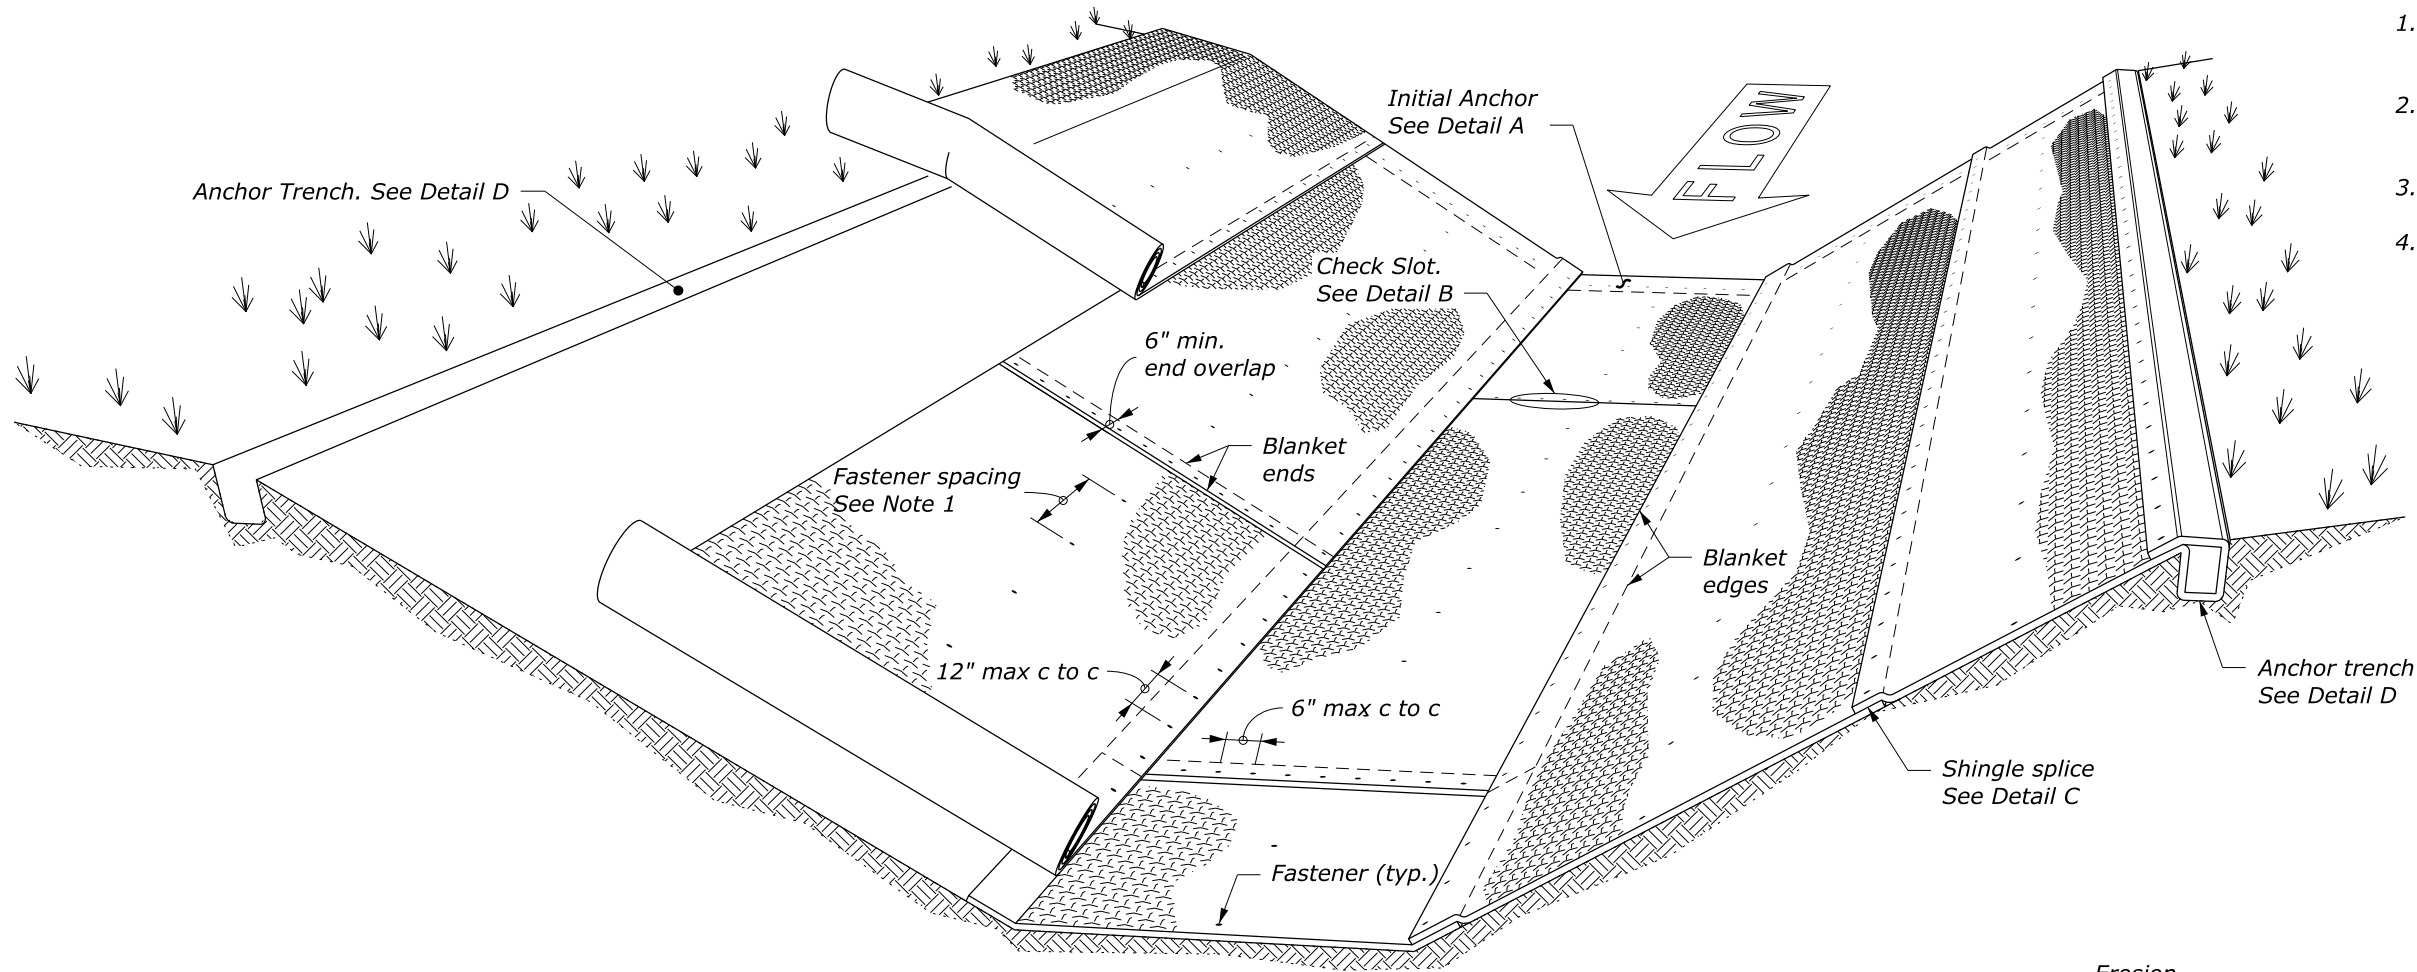 1.
Initial Anchor
See Detail A
FLOW
2.
Anchor Trench. See Detail D
3.
4.
Check Slot.
See Detail B
6" min.
end overlap
Blanket
ends
Fastener spacing
See Note 1
Blanket
edges
12" max c to c
6" max c to c
Anchor trench
See Detail D
Shingle splice
See Detail C
Fastener (typ.)
Erosion